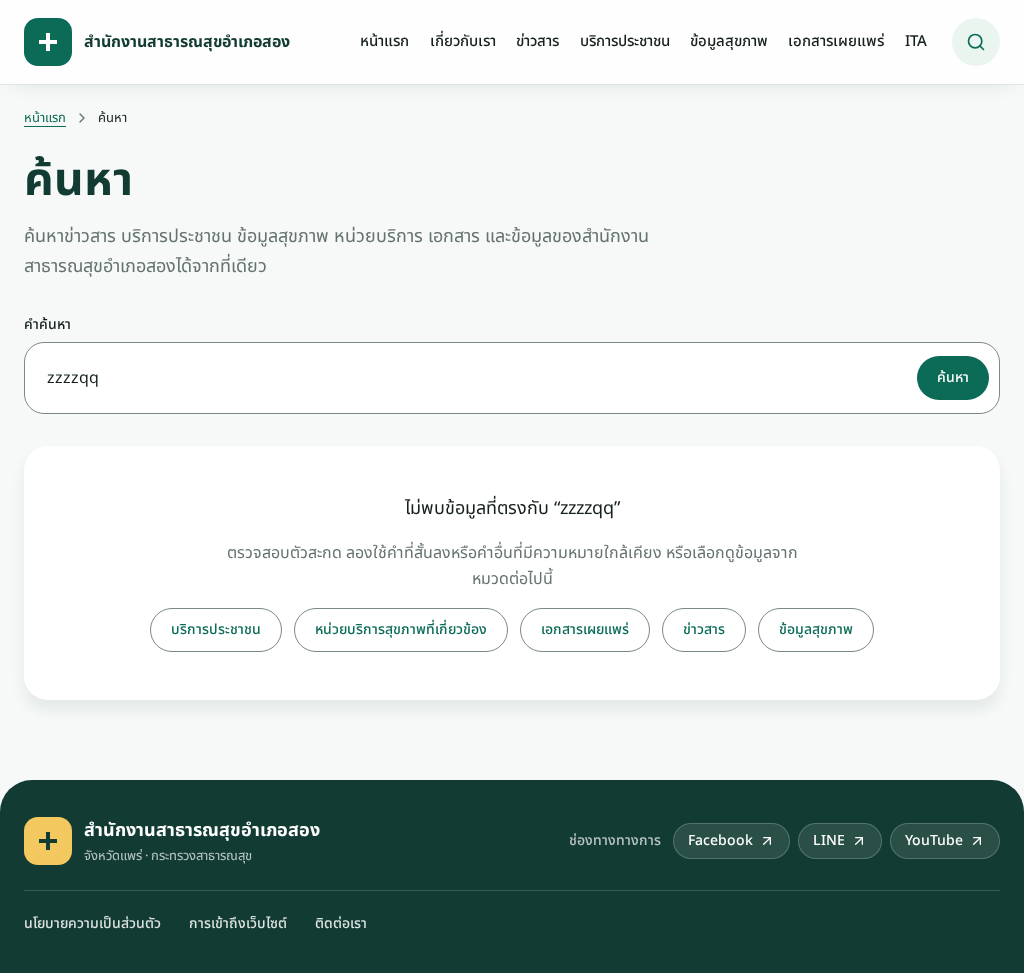 สำนักงานสาธารณสุขอำเภอสอง
หน้าแรก เกี่ยวกับเรา ข่าวสาร บริการประชาชน ข้อมูลสุขภาพ เอกสารเผยแพร่ ITA
หน้าแรก ค้นหา
ค้นหา
ค้นหาข่าวสาร บริการประชาชน ข้อมูลสุขภาพ หน่วยบริการ เอกสาร และข้อมูลของสำนักงาน
สาธารณสุขอำเภอสองได้จากที่เดียว
คำค้นหา
zzzzqq ค้นหา
ไม่พบข้อมูลที่ตรงกับ “zzzzqq”
ตรวจสอบตัวสะกด ลองใช้คำที่สั้นลงหรือคำอื่นที่มีความหมายใกล้เคียง หรือเลือกดูข้อมูลจาก
หมวดต่อไปนี้
บริการประชาชน หน่วยบริการสุขภาพที่เกี่ยวข้อง เอกสารเผยแพร่ ข่าวสาร ข้อมูลสุขภาพ
สำนักงานสาธารณสุขอำเภอสอง
จังหวัดแพร่ · กระทรวงสาธารณสุข
ช่องทางทางการ Facebook LINE YouTube
นโยบายความเป็นส่วนตัว การเข้าถึงเว็บไซต์ ติดต่อเรา